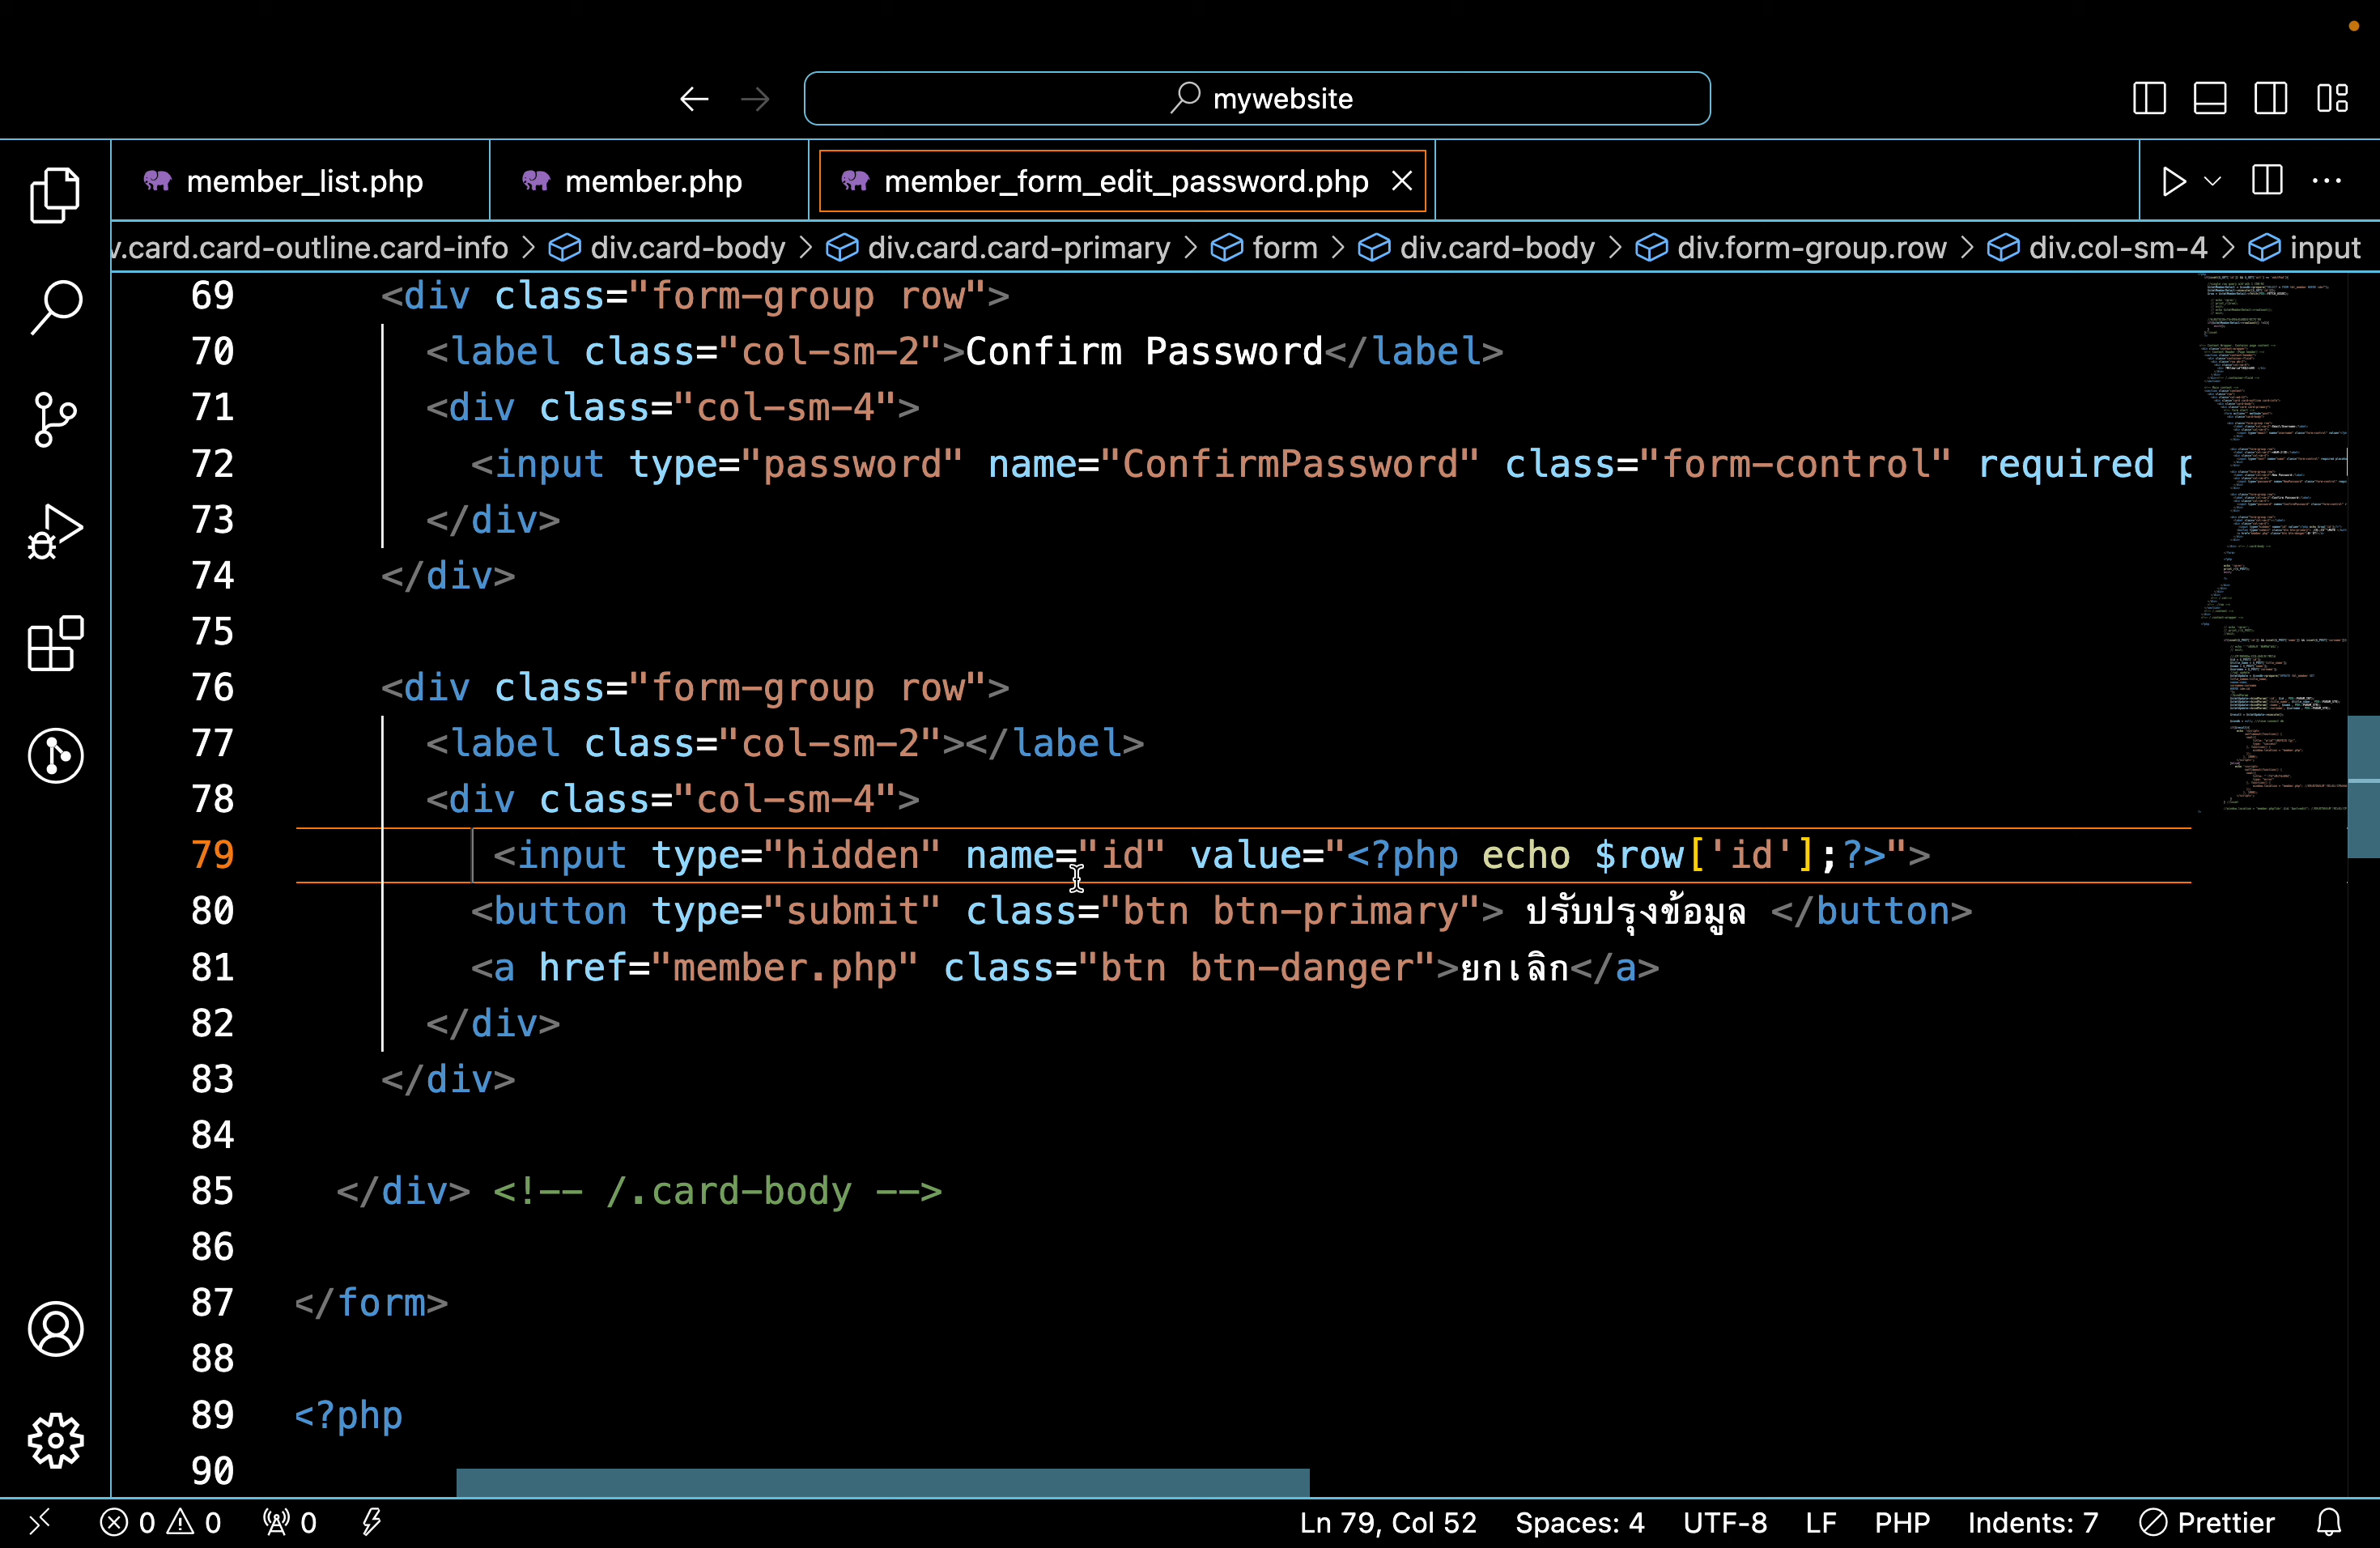 mywebsite
member_list.php member.php member_form_edit_password.php
v.card.card-outline.card-info > div.card-body > div.card.card-primary > form > div.card-body > div.form-group.row > div.col-sm-4 > input
69 <div class="form-group row">
70 <label class="col-sm-2">Confirm Password</label>
71 <div class="col-sm-4">
72 <input type="password" name="ConfirmPassword" class="form-control" required p
73 </div>
74 </div>
75
76 <div class="form-group row">
77 <label class="col-sm-2"></label>
78 <div class="col-sm-4">
79 <input type="hidden" name="id" value="<?php echo $row['id'];?>">
80 <button type="submit" class="btn btn-primary"> ปรับปรุงข้อมูล </button>
81 <a href="member.php" class="btn btn-danger">ยกเลิก</a>
82 </div>
83 </div>
84
85 </div> <!-- /.card-body -->
86
87 </form>
88
89 <?php
90
0 0 0 Ln 79, Col 52 Spaces: 4 UTF-8 LF PHP Indents: 7 Prettier